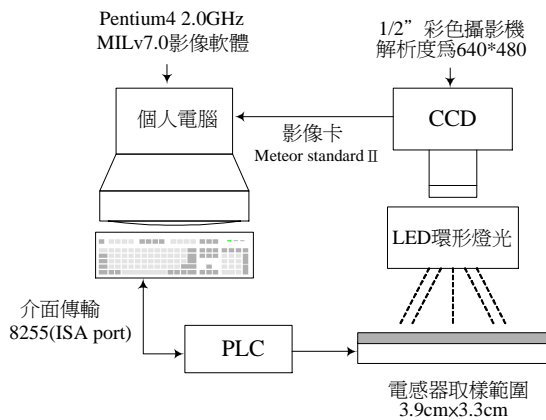 Pentium4 2.0GHz
MILv7.0影像軟體
1/2” 彩色攝影機
解析度爲640*480
個人電腦
影像卡
Meteor standard II
CCD
LED環形燈光
介面傳輸
8255(ISA port)
PLC
電感器取樣範圍
3.9cmx3.3cm